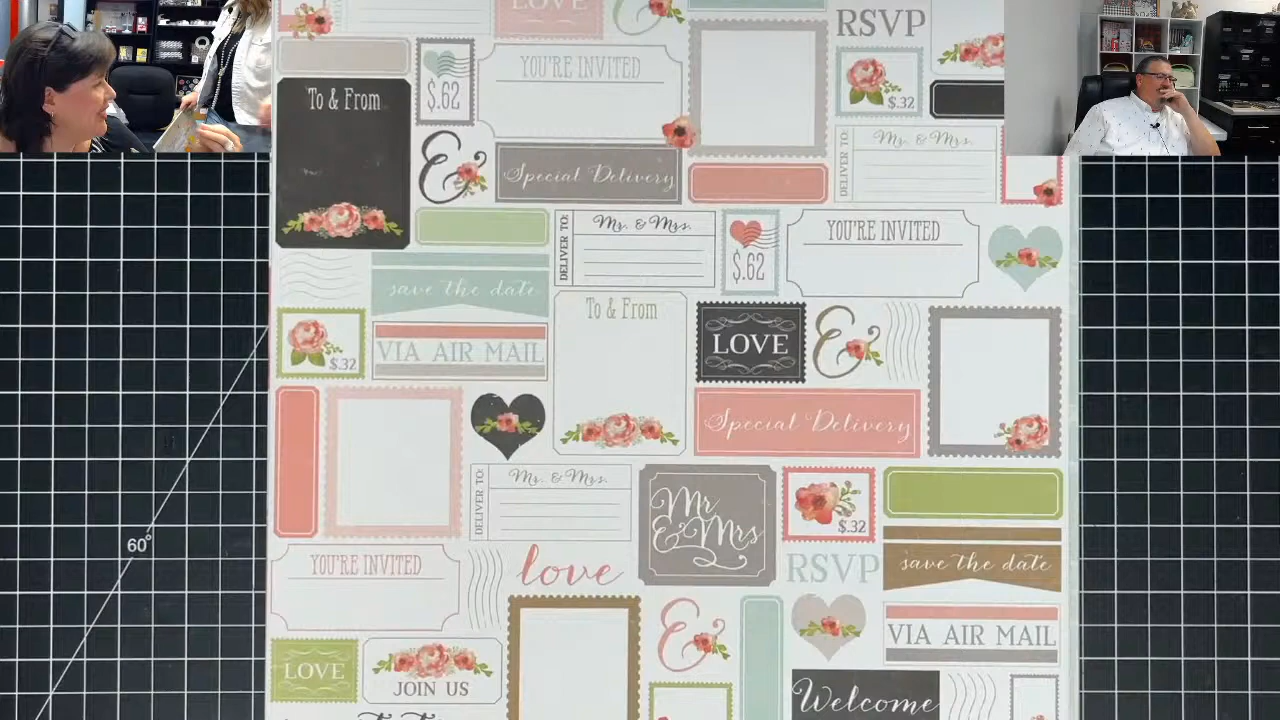 LOVE
&
RSVP
YOU'RE INVITED
$.62
To & From
$.32
Mr. & Mrs.
DELIVER TO:
&
Special Delivery
Mr. & Mrs.
DELIVER TO:
$.62
YOU'RE INVITED
save the date
To & From
$.32
VIA AIR MAIL
LOVE
&
Special Delivery
Mr. & Mrs.
DELIVER TO:
Mr
& Mrs
$.32
60°
YOU'RE INVITED
love
RSVP
save the date
&
VIA AIR MAIL
LOVE
JOIN US
Welcome